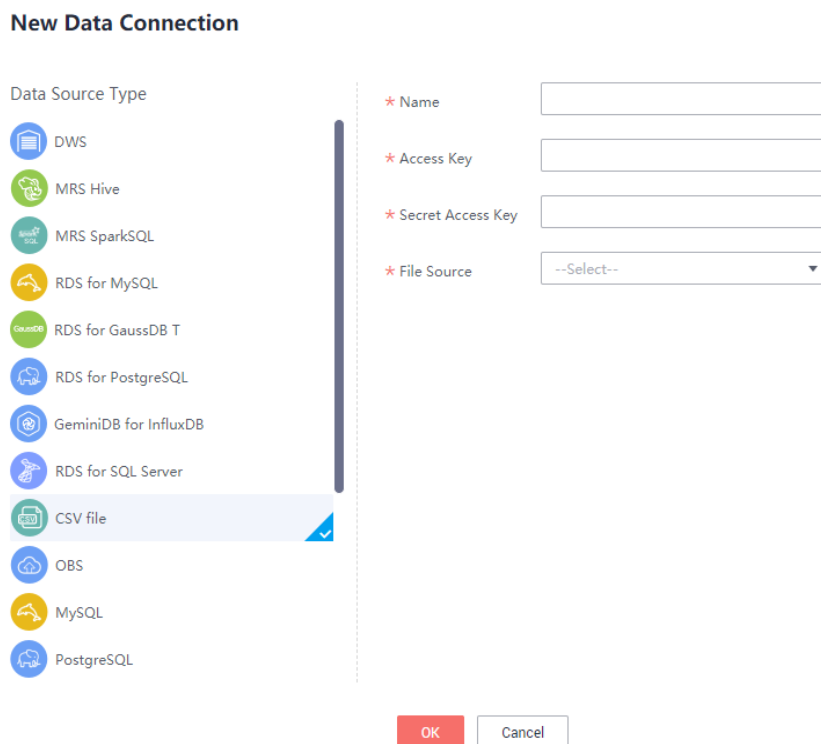 New Data Connection
Data Source Type
DWS
MRS Hive
MRS SparkSQL
RDS for MySQL
GaussDB
RDS for GaussDB T
RDS for PostgreSQL
GeminiDB for InfluxDB
RDS for SQL Server
CSV
CSV file
OBS
MySQL
PostgreSQL
* Name
* Access Key
* Secret Access Key
* File Source
--Select--
OK
Cancel